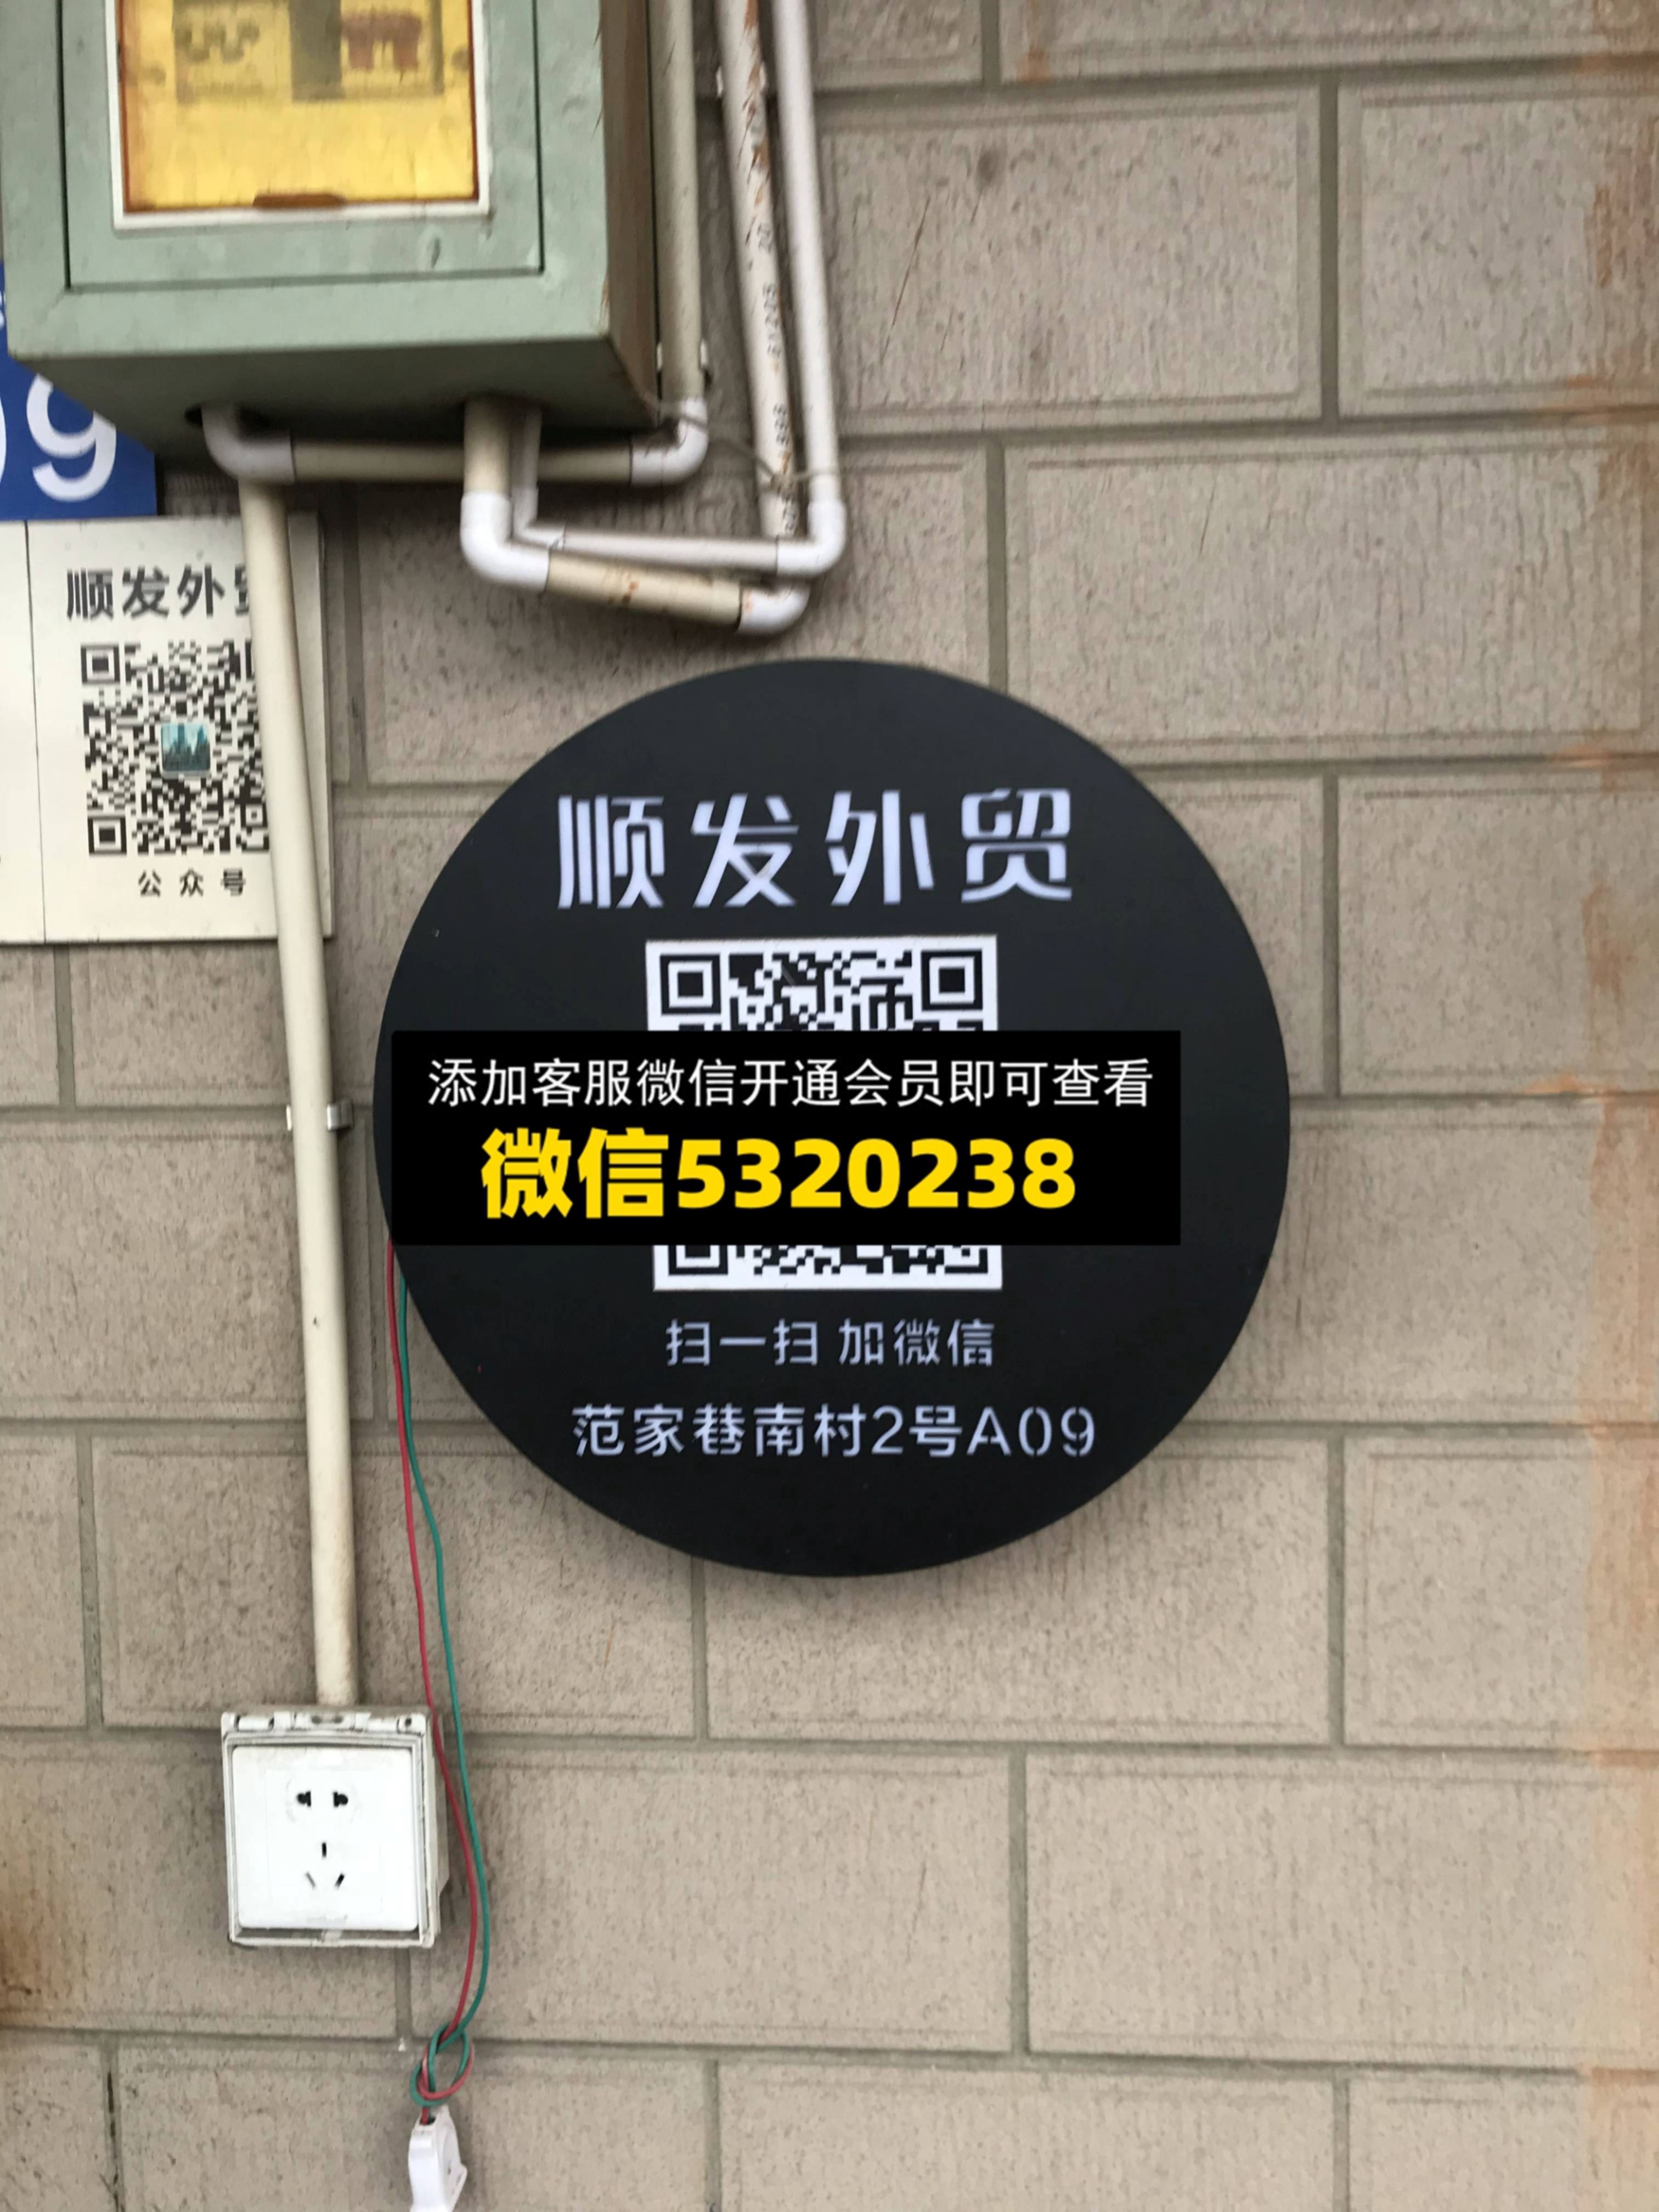 09
顺发外贸
公众号
顺发外贸
添加客服微信开通会员即可查看
微信5320238
扫一扫 加微信
范家巷南村2号A09